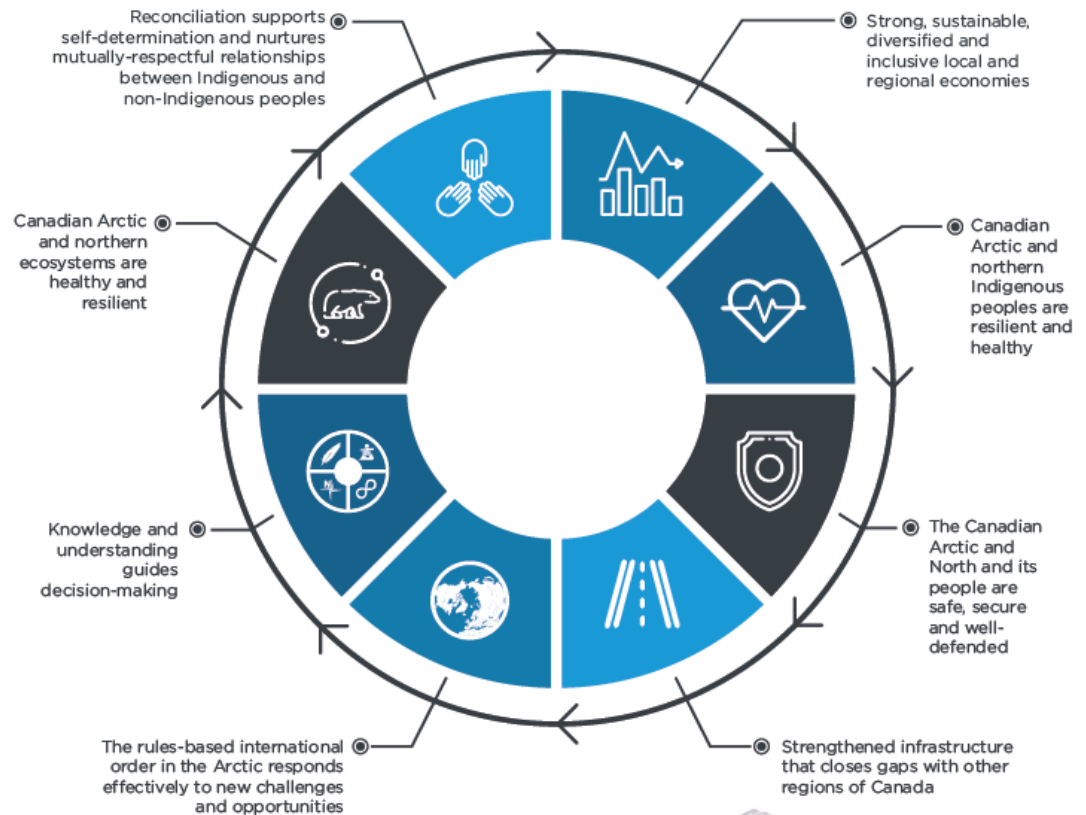 Reconciliation supports
self-determination and nurtures
mutually-respectful relationships
between Indigenous and
non-Indigenous peoples
Strong, sustainable,
diversified and
inclusive local and
regional economies
Canadian
Arctic and
northern
Indigenous
peoples are
resilient and
healthy
The Canadian
Arctic and
North and its
people are
safe, secure
and well-
defended
Strengthened infrastructure
that closes gaps with other
regions of Canada
The rules-based international
order in the Arctic responds
effectively to new challenges
and opportunities
Knowledge and
understanding
guides
decision-making
Canadian Arctic
and northern
ecosystems are
healthy and
resilient